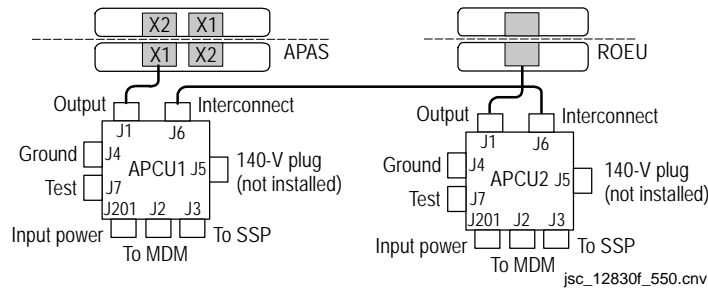 X2 X1
X1 X2 APAS
ROEU
Output Interconnect
J1 J6
Ground J4
APCU1 J5
140-V plug
(not installed)
Test J7
J201 J2 J3
Input power
To MDM
To SSP
Output Interconnect
J1 J6
Ground J4
APCU2 J5
140-V plug
(not installed)
Test J7
J201 J2 J3
Input power
To MDM
To SSP
jsc_12830f_550.cnv